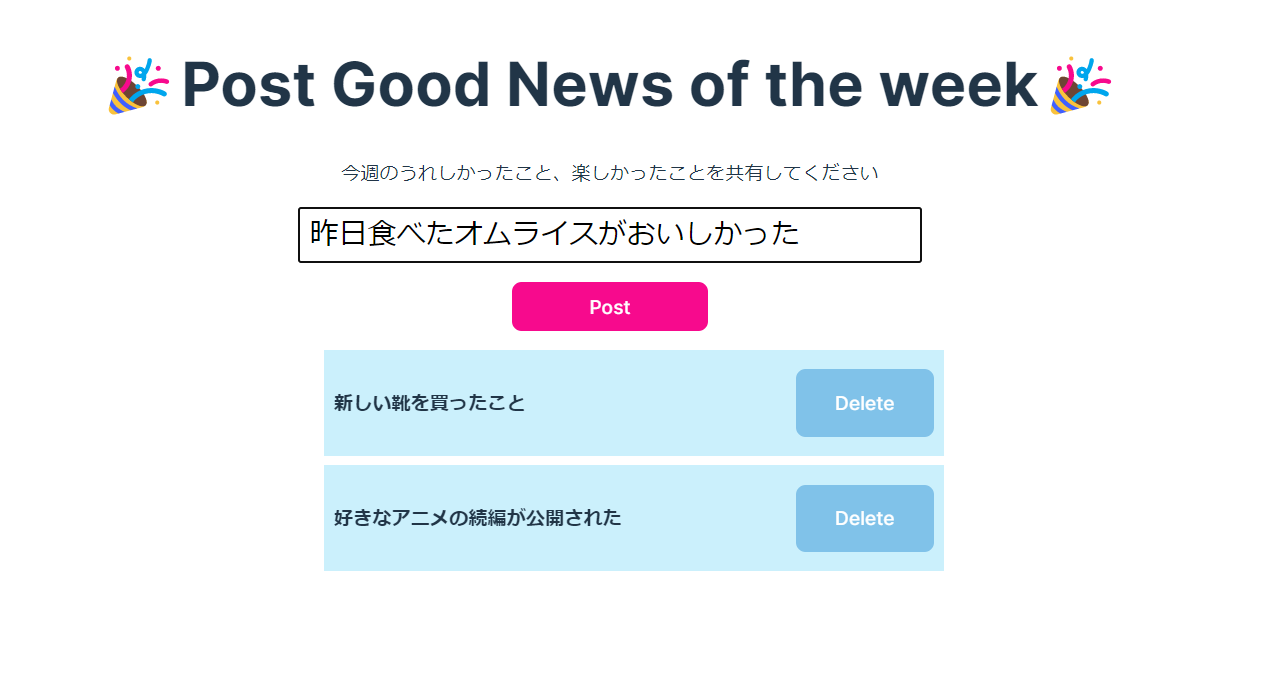 🎉Post Good News of the week🎉
今週のうれしかったこと、楽しかったことを共有してください
昨日食べたオムライスがおいしかった
Post
新しい靴を買ったこと
Delete
好きなアニメの続編が公開された
Delete